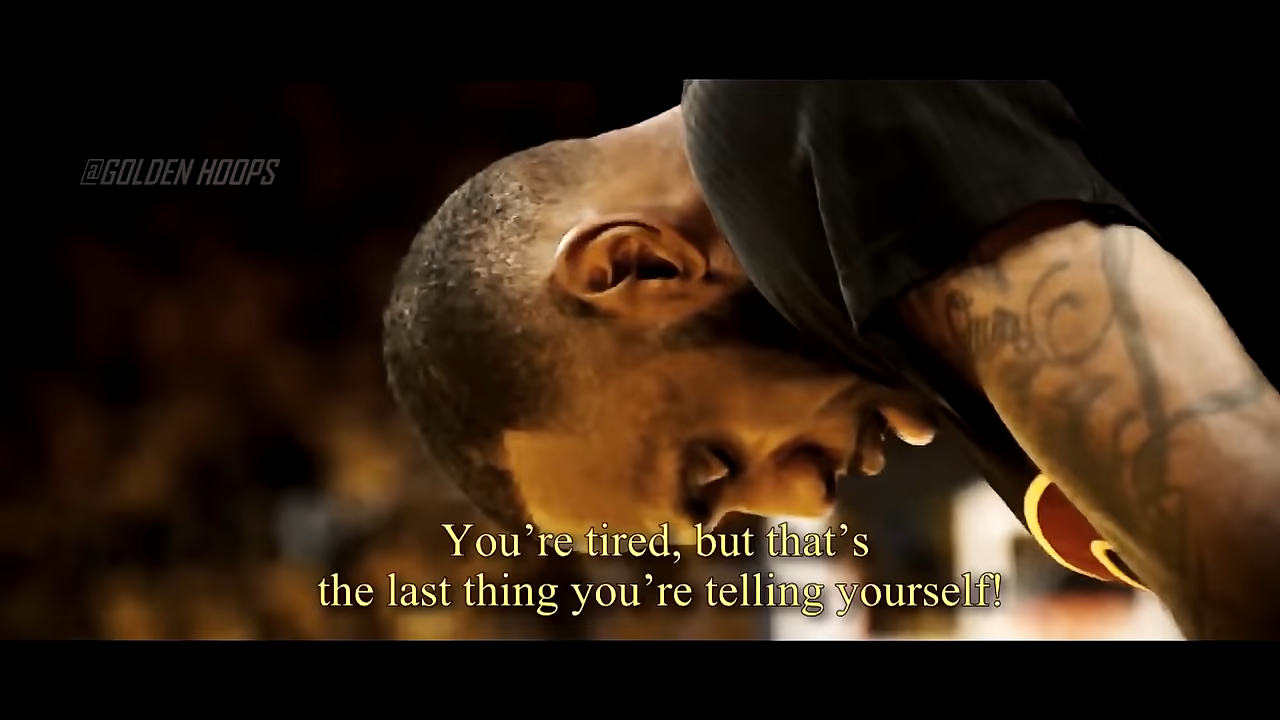 @GOLDEN HOOPS
You’re tired, but that’s
the last thing you’re telling yourself!